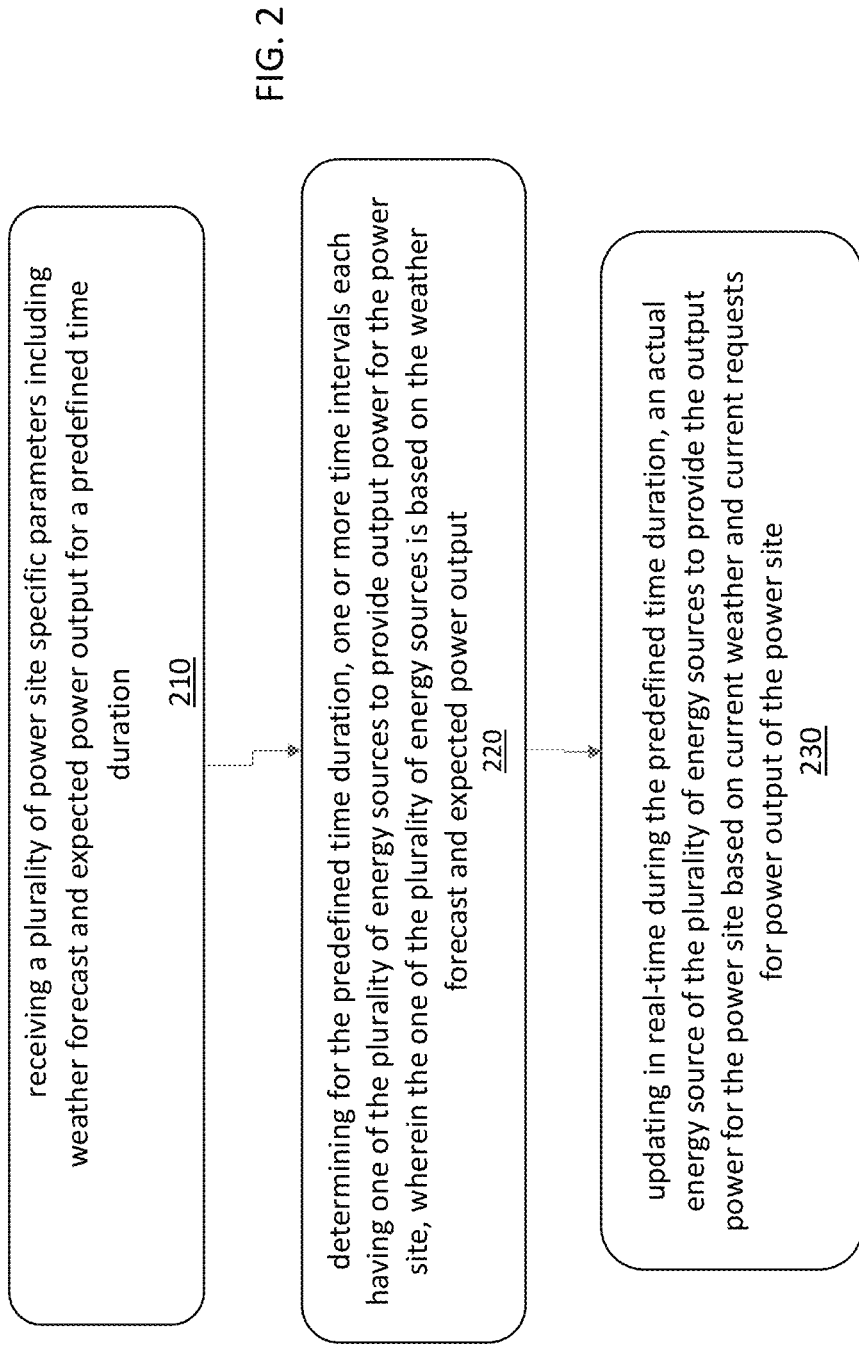 FIG. 2
receiving a plurality of power site specific parameters including
weather forecast and expected power output for a predefined time
duration
210
determining for the predefined time duration, one or more time intervals each
having one of the plurality of energy sources to provide output power for the power
site, wherein the one of the plurality of energy sources is based on the weather
forecast and expected power output
220
updating in real-time during the predefined time duration, an actual
energy source of the plurality of energy sources to provide the output
power for the power site based on current weather and current requests
for power output of the power site
230